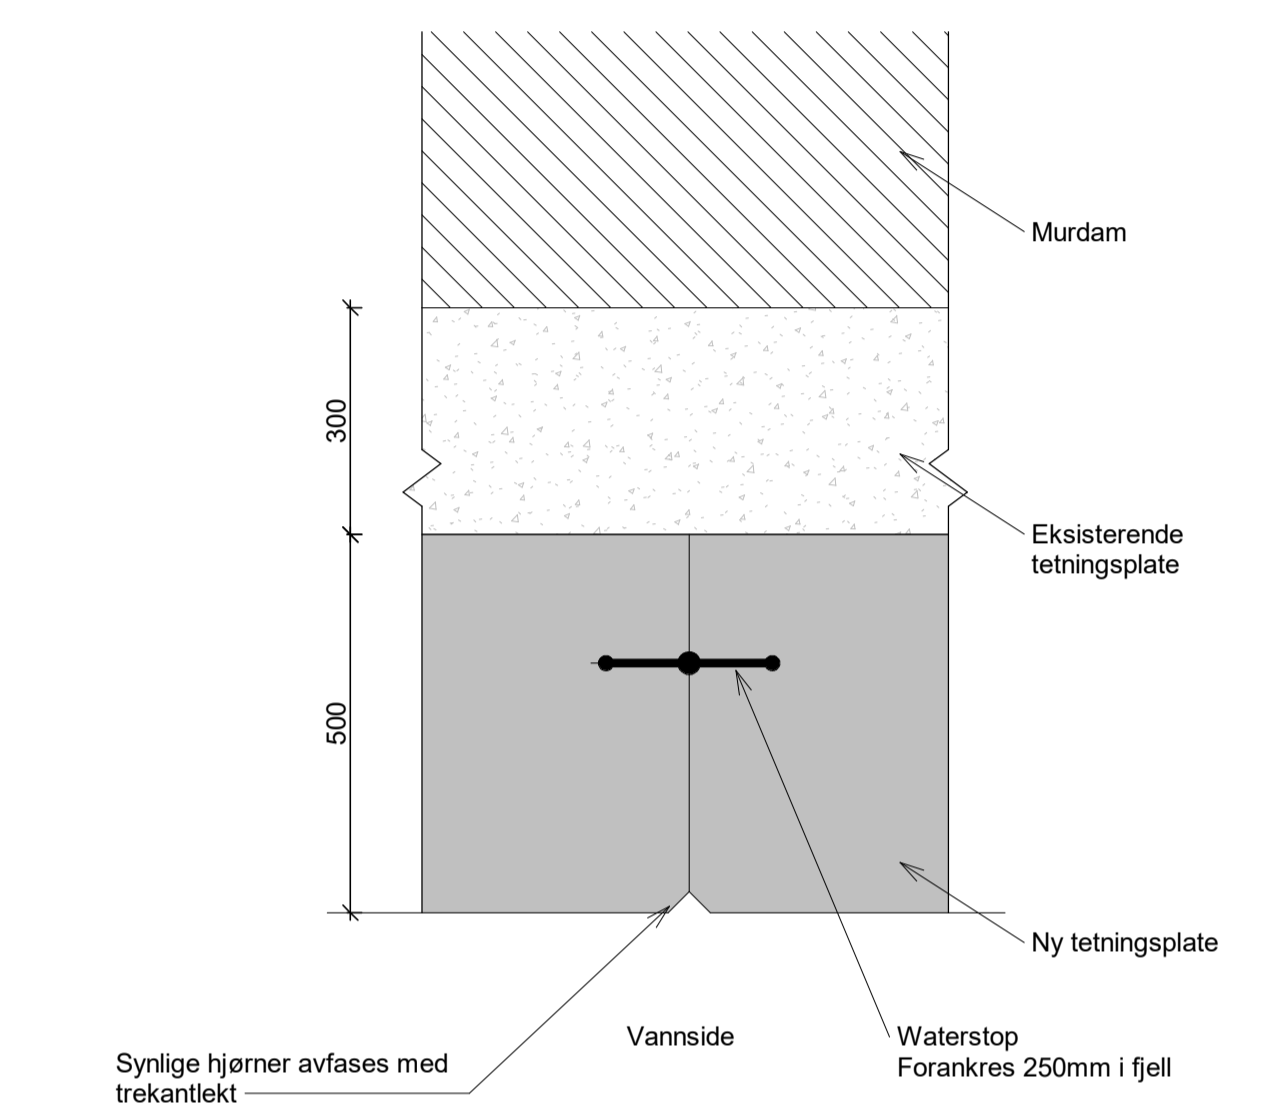 Murdam
300
Eksisterende
tetningsplate
500
Ny tetningsplate
Vannside
Waterstop
Forankres 250mm i fjell
Synlige hjørner avfases med
trekantlekt